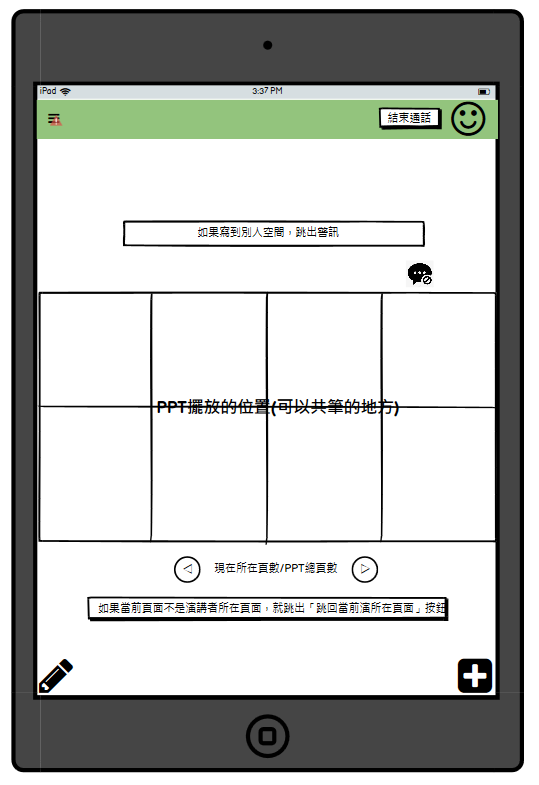 iPad
3:37 PM
結束通話
如果寫到別人空間，跳出警訊
PPT擺放的位置(可以共筆的地方)
現在所在頁數/PPT總頁數
如果當前頁面不是演講者所在頁面，就跳出「跳回當前演所在頁面」按鈕